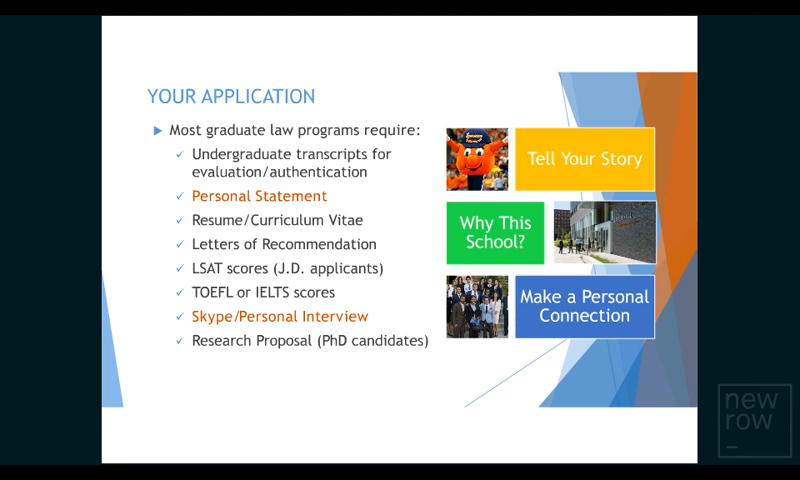 YOUR APPLICATION
Most graduate law programs require:
Undergraduate transcripts for
evaluation/authentication
Personal Statement
Resume/Curriculum Vitae
Letters of Recommendation
LSAT scores (J.D. applicants)
TOEFL or IELTS scores
Skype/Personal Interview
Research Proposal (PhD candidates)
Tell Your Story
Why This
School?
Make a Personal
Connection
new
row